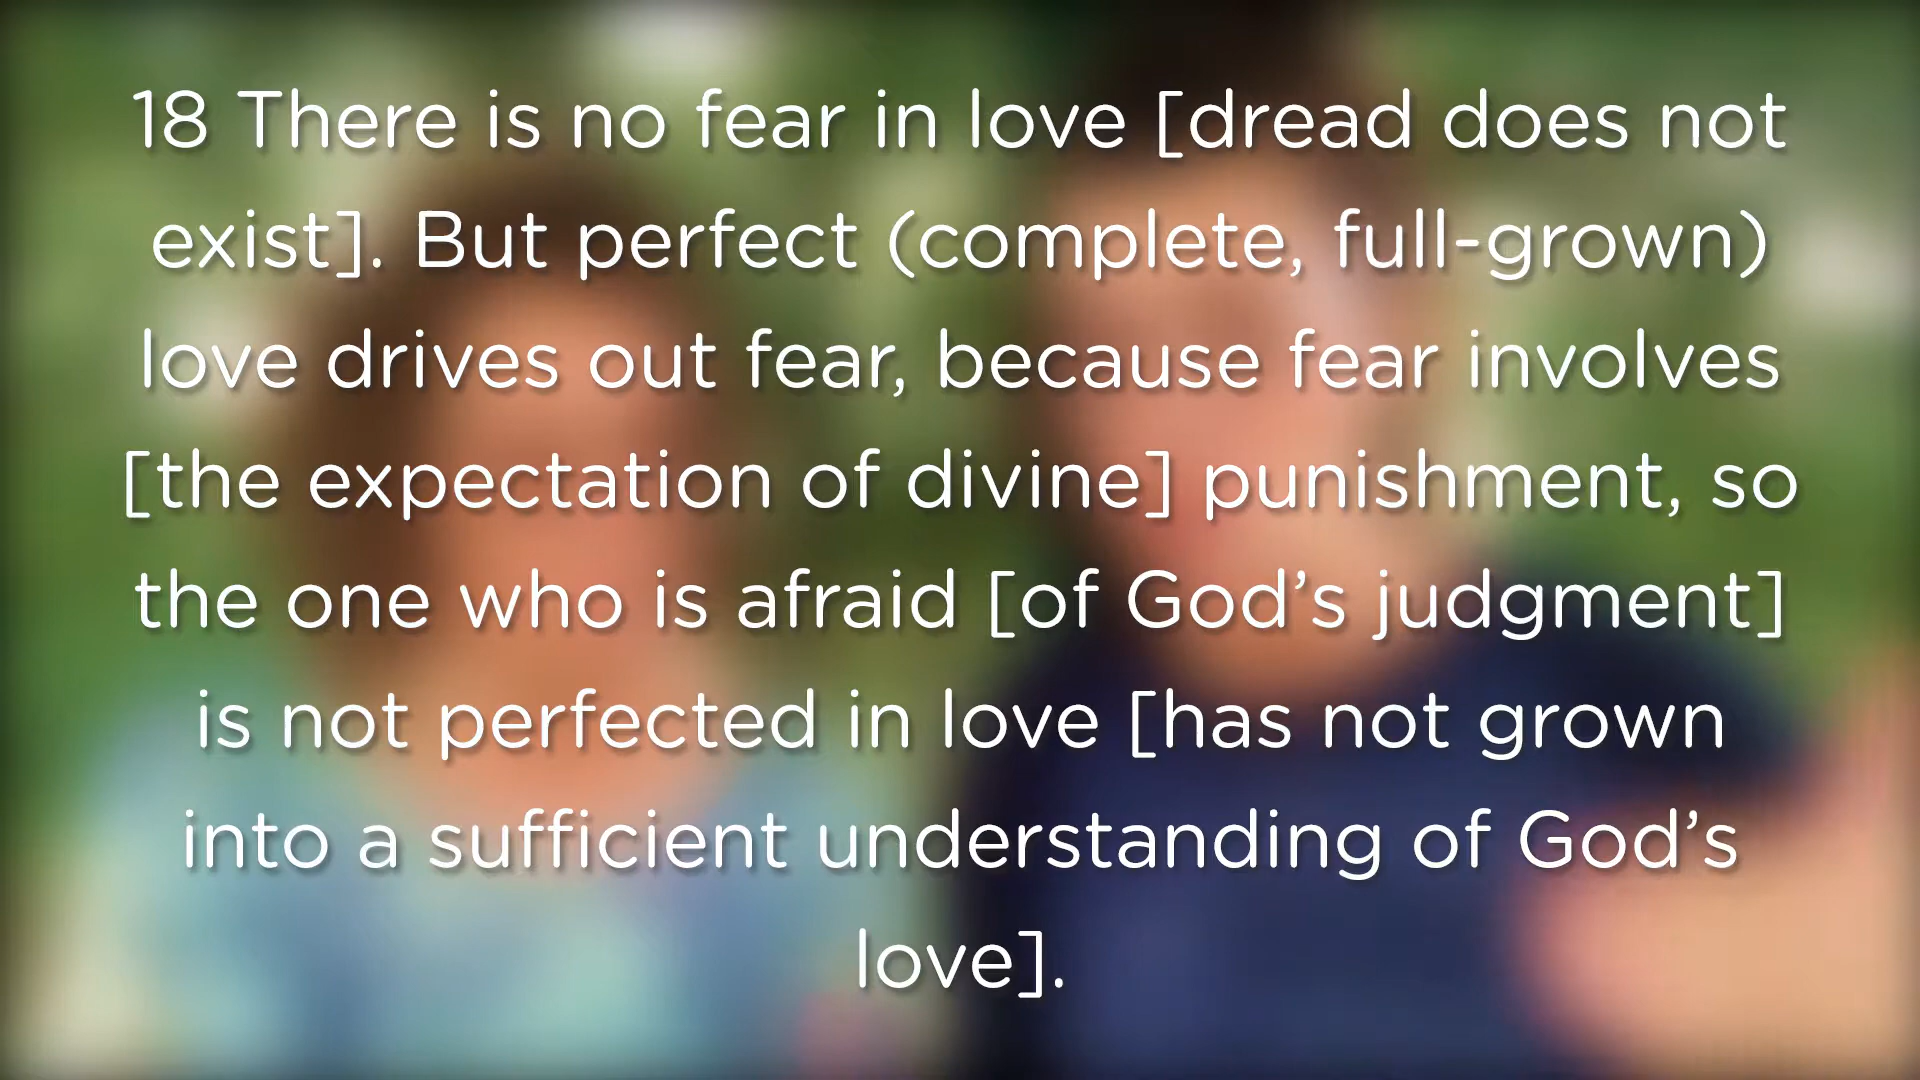 18 There is no fear in love [dread does not
exist]. But perfect (complete, full-grown)
love drives out fear, because fear involves
[the expectation of divine] punishment, so
the one who is afraid [of God’s judgment]
is not perfected in love [has not grown
into a sufficient understanding of God’s
love].